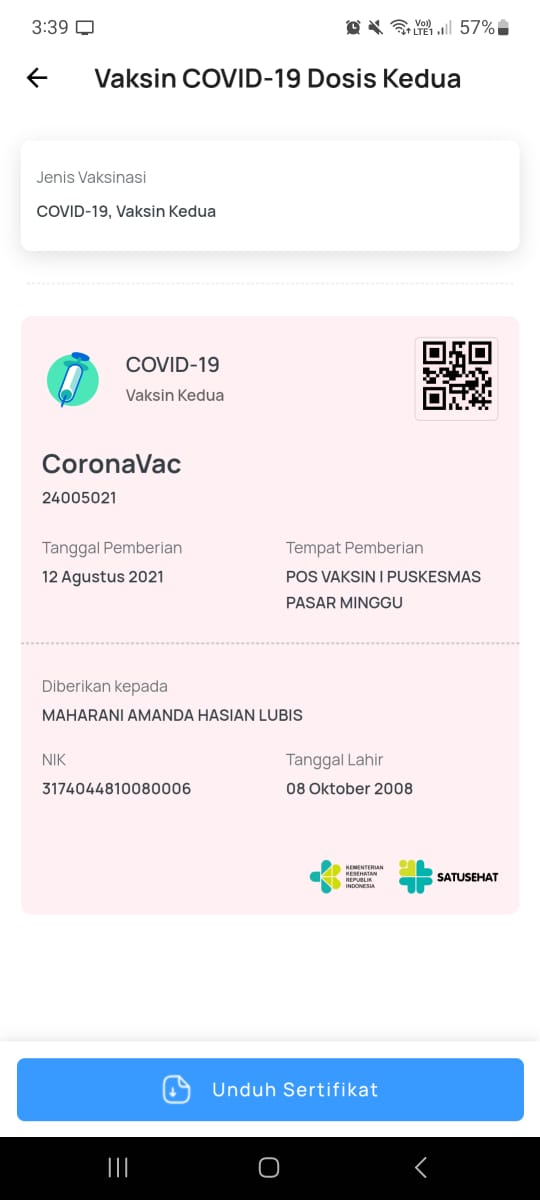 3:39
Vo))
LTE1
57%
Vaksin COVID-19 Dosis Kedua
Jenis Vaksinasi
COVID-19, Vaksin Kedua
COVID-19
Vaksin Kedua
CoronaVac
24005021
Tanggal Pemberian
12 Agustus 2021
Tempat Pemberian
POS VAKSIN I PUSKESMAS
PASAR MINGGU
Diberikan kepada
MAHARANI AMANDA HASIAN LUBIS
NIK
3174044810080006
Tanggal Lahir
08 Oktober 2008
KEMENTERIAN
KESEHATAN
REPUBLIK
INDONESIA
SATUSEHAT
Unduh Sertifikat